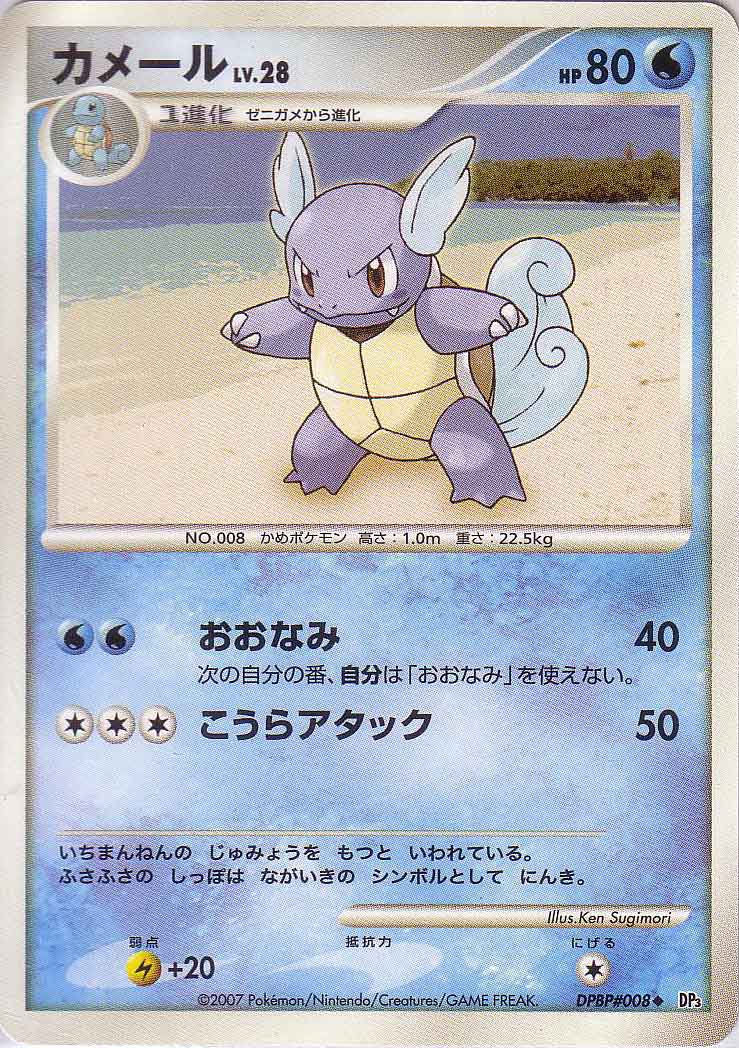 カメール LV.28 HP 80
1進化 ゼニガメから進化
NO.008 かめポケモン 高さ：1.0m 重さ：22.5kg
おおなみ 40
次の自分の番、自分は「おおなみ」を使えない。
こうらアタック 50
いちまんねんの じゅみょうを もつと いわれている。
ふさふさの しっぽは ながいきの シンボルとして にんき。
Illus.Ken Sugimori
弱点 抵抗力 にげる
+20
©2007 Pokémon/Nintendo/Creatures/GAME FREAK. DPBP#008◆ DP3